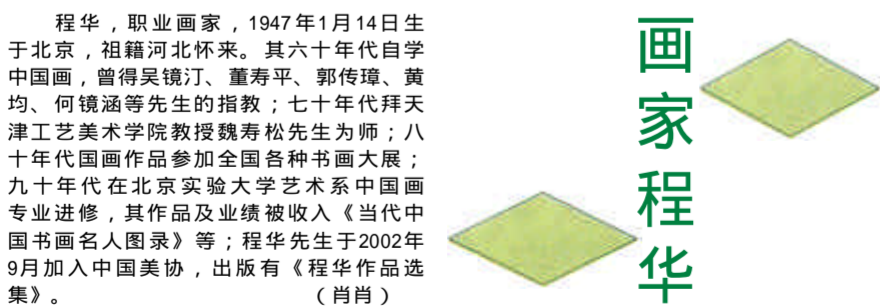 程华，职业画家，1947年1月14日生
于北京，祖籍河北怀来。其六十年代自学
中国画，曾得吴镜汀、董寿平、郭传璋、黄
均、何镜涵等先生的指教；七十年代拜天
津工艺美术学院教授魏寿松先生为师；八
十年代国画作品参加全国各种书画大展；
九十年代在北京实验大学艺术系中国画
专业进修，其作品及业绩被收入《当代中
国书画名人图录》等；程华先生于2002年
9月加入中国美协，出版有《程华作品选
集》。（肖肖）
画家程华